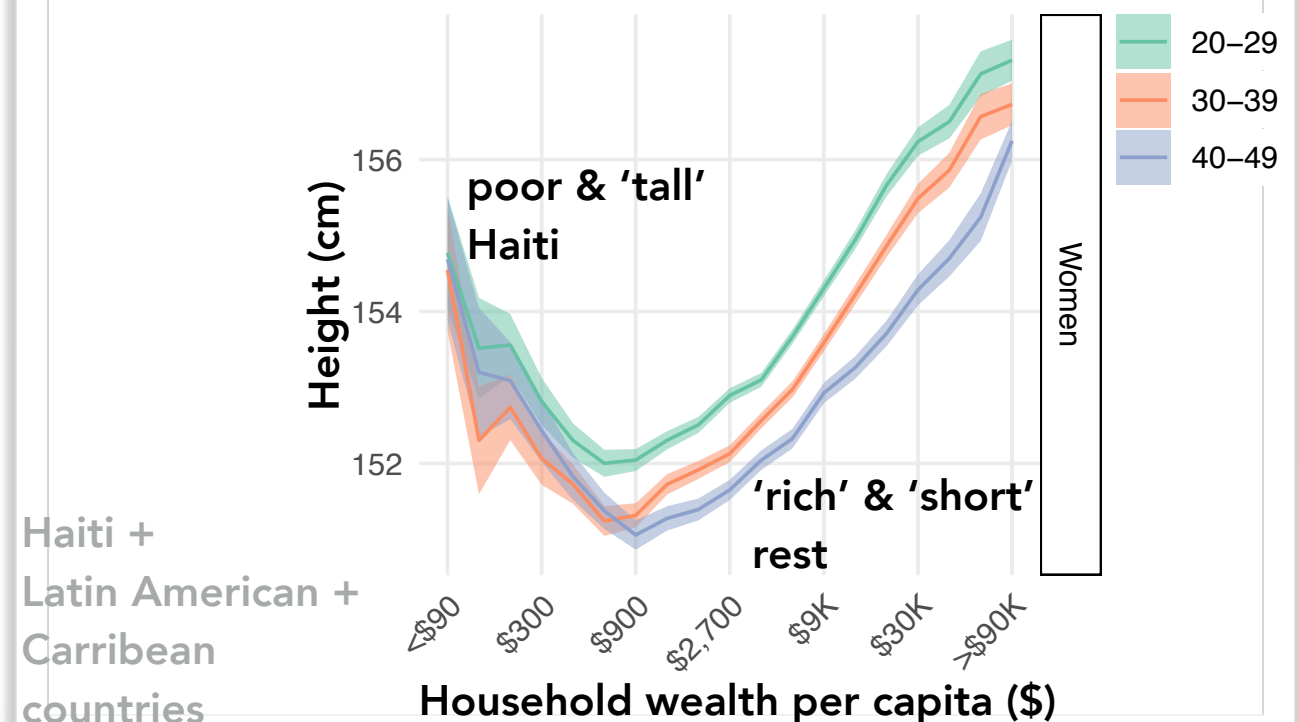 20–29
30–39
40–49
156
154
152
Height (cm)
poor & ‘tall’
Haiti
‘rich’ & ‘short’
rest
Women
Haiti +
Latin American +
Carribean
countries
<$90
$300
$900
$2,700
$9K
$30K
>$90K
Household wealth per capita ($)